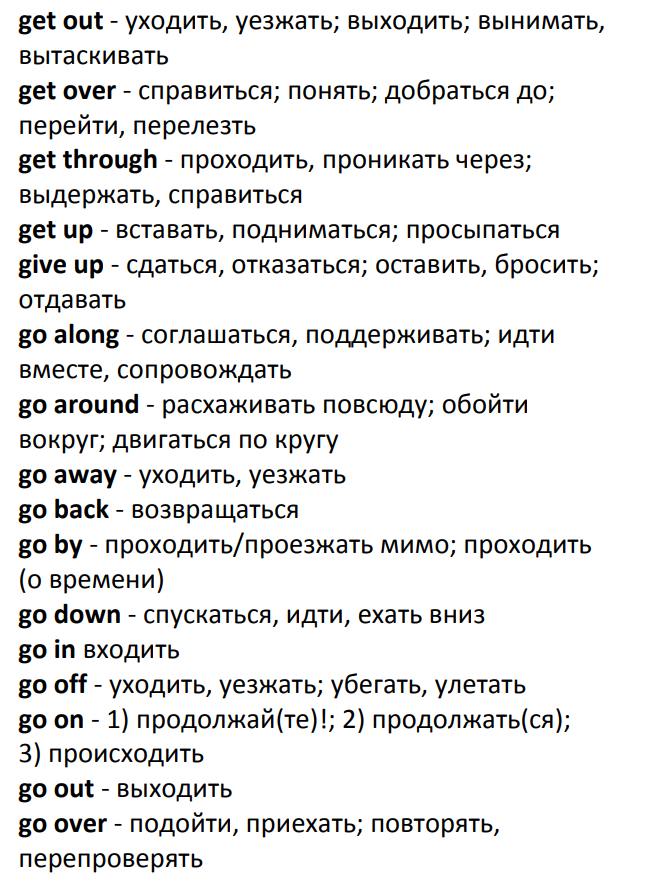 get out - уходить, уезжать; выходить; вынимать,
вытаскивать
get over - справиться; понять; добраться до;
перейти, перелезть
get through - проходить, проникать через;
выдержать, справиться
get up - вставать, подниматься; просыпаться
give up - сдаться, отказаться; оставить, бросить;
отдавать
go along - соглашаться, поддерживать; идти
вместе, сопровождать
go around - расхаживать повсюду; обойти
вокруг; двигаться по кругу
go away - уходить, уезжать
go back - возвращаться
go by - проходить/проезжать мимо; проходить
(о времени)
go down - спускаться, идти, ехать вниз
go in входить
go off - уходить, уезжать; убегать, улетать
go on - 1) продолжай(те)!; 2) продолжать(ся);
3) происходить
go out - выходить
go over - подойти, приехать; повторять,
перепроверять